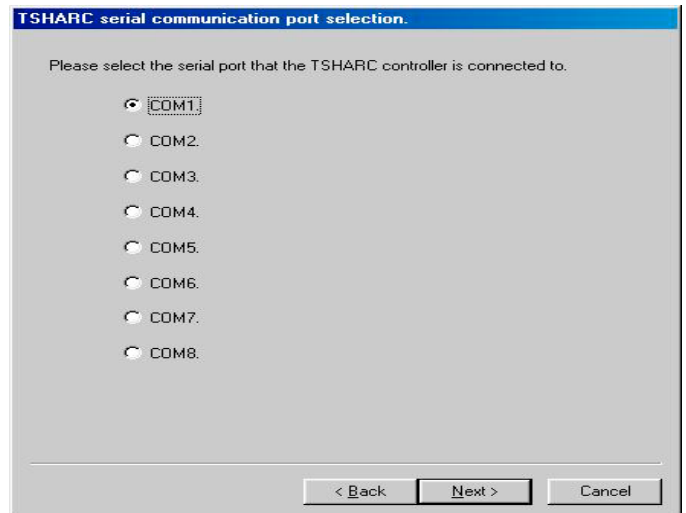 TSHARC serial communication port selection.
Please select the serial port that the TSHARC controller is connected to.
COM1.
COM2.
COM3.
COM4.
COM5.
COM6.
COM7.
COM8.
< Back Next > Cancel